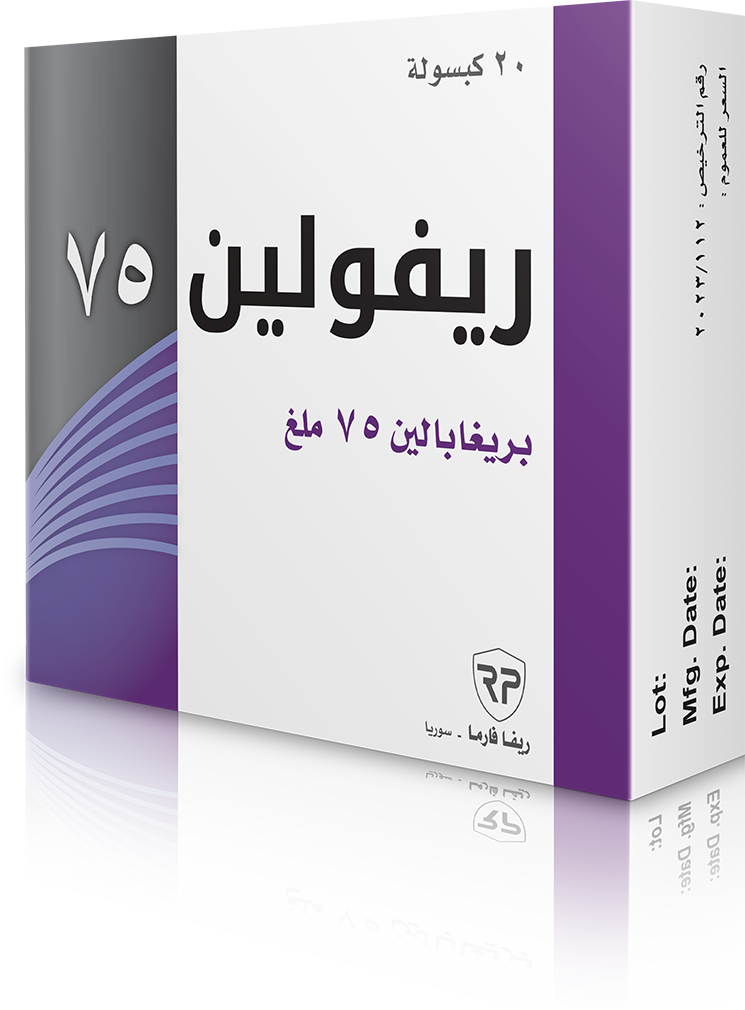 ٢٠ كبسولة
ريفولين ٧٥
بريغابالين ٧٥ ملغ
RP
ريفا فارما - سوريا
رقم الترخيص : ٢٠٢٣/١١٢
السعر للعموم :
Lot:
Mfg. Date:
Exp. Date: